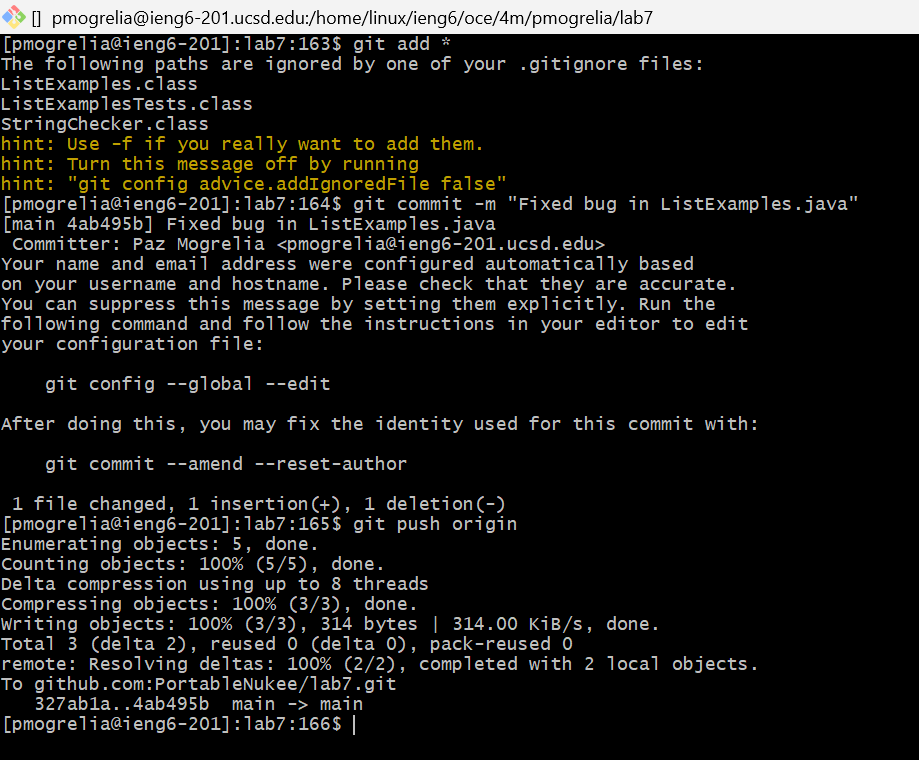 [] pmogrelia@ieng6-201.ucsd.edu:/home/linux/ieng6/oce/4m/pmogrelia/lab7
[pmogrelia@ieng6-201]:lab7:163$ git add *
The following paths are ignored by one of your .gitignore files:
ListExamples.class
ListExamplesTests.class
StringChecker.class
hint: Use -f if you really want to add them.
hint: Turn this message off by running
hint: "git config advice.addIgnoredFile false"
[pmogrelia@ieng6-201]:lab7:164$ git commit -m "Fixed bug in ListExamples.java"
[main 4ab495b] Fixed bug in ListExamples.java
 Committer: Paz Mogrelia <pmogrelia@ieng6-201.ucsd.edu>
Your name and email address were configured automatically based
on your username and hostname. Please check that they are accurate.
You can suppress this message by setting them explicitly. Run the
following command and follow the instructions in your editor to edit
your configuration file:
    git config --global --edit
After doing this, you may fix the identity used for this commit with:
    git commit --amend --reset-author
 1 file changed, 1 insertion(+), 1 deletion(-)
[pmogrelia@ieng6-201]:lab7:165$ git push origin
Enumerating objects: 5, done.
Counting objects: 100% (5/5), done.
Delta compression using up to 8 threads
Compressing objects: 100% (3/3), done.
Writing objects: 100% (3/3), 314 bytes | 314.00 KiB/s, done.
Total 3 (delta 2), reused 0 (delta 0), pack-reused 0
remote: Resolving deltas: 100% (2/2), completed with 2 local objects.
To github.com:PortableNukee/lab7.git
   327ab1a..4ab495b  main -> main
[pmogrelia@ieng6-201]:lab7:166$